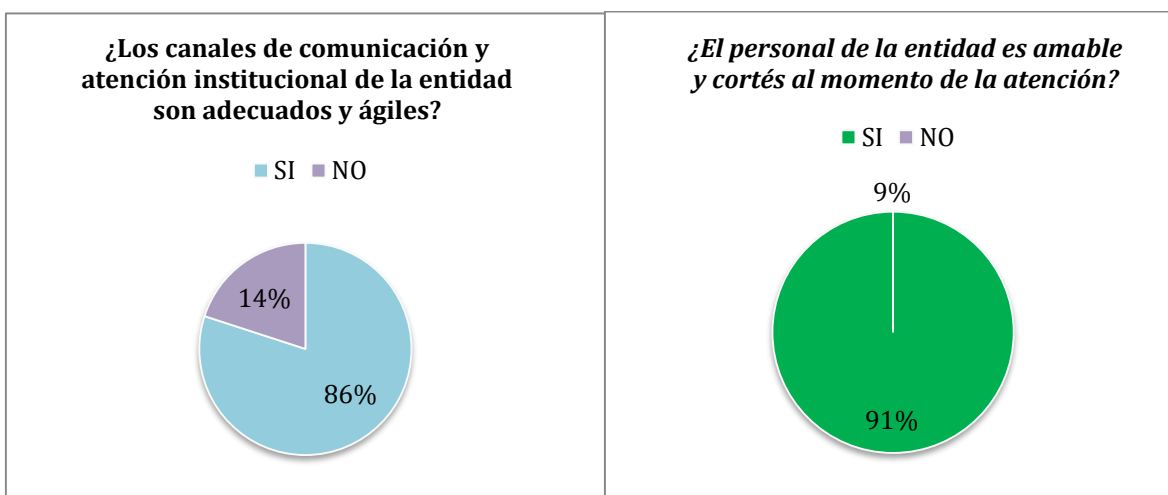 ¿Los canales de comunicación y
atención institucional de la entidad
son adecuados y ágiles?
SI NO
14%
86%
¿El personal de la entidad es amable
y cortés al momento de la atención?
SI NO
9%
91%